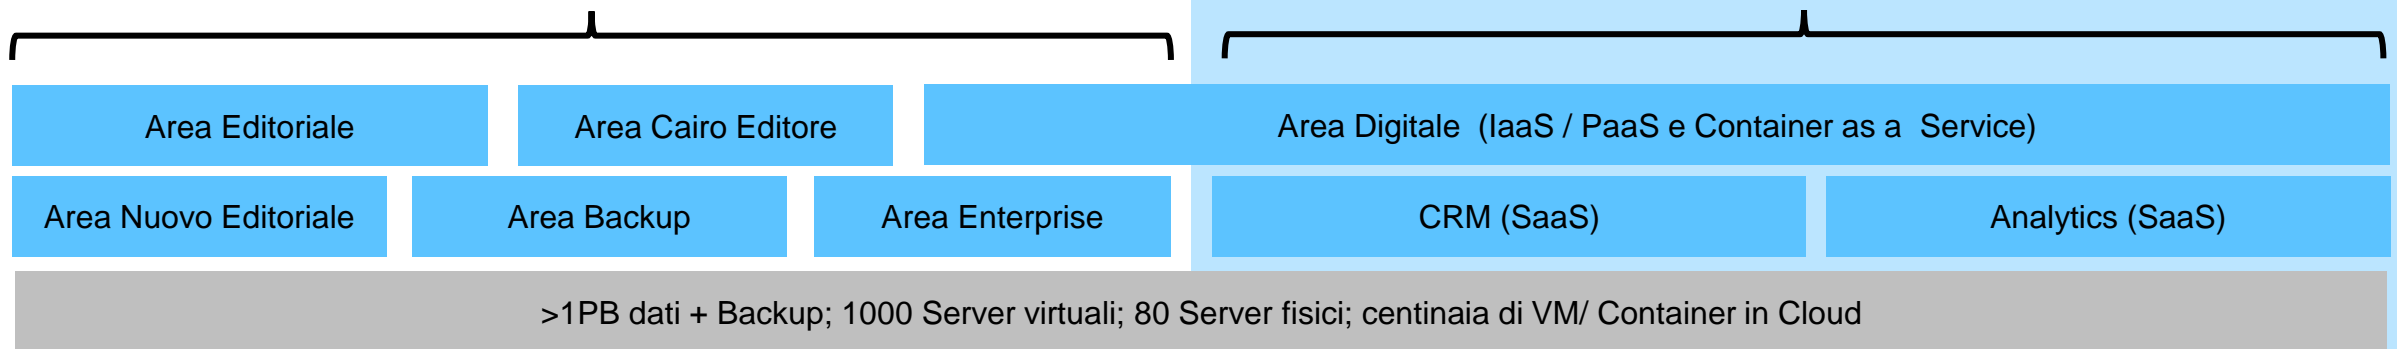 Area Editoriale
Area Cairo Editore
Area Digitale  (IaaS / PaaS e Container as a  Service)
Area Nuovo Editoriale
Area Backup
Area Enterprise
CRM (SaaS)
Analytics (SaaS)
>1PB dati + Backup; 1000 Server virtuali; 80 Server fisici; centinaia di VM/ Container in Cloud